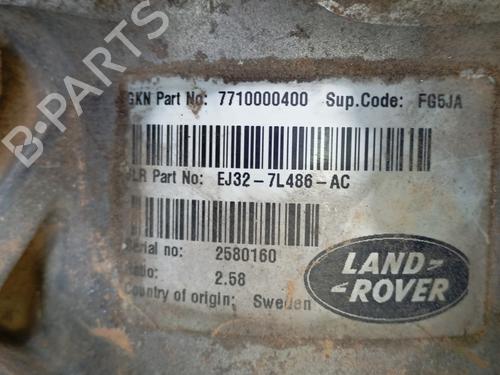 GKN Part No: 7710000400 Sup.Code: FG5JA
JLR Part No: EJ32-7L486-AC
Serial no: 2580160
Ratio: 2.58
Country of origin: Sweden
LAND-
-ROVER
B-PARTS